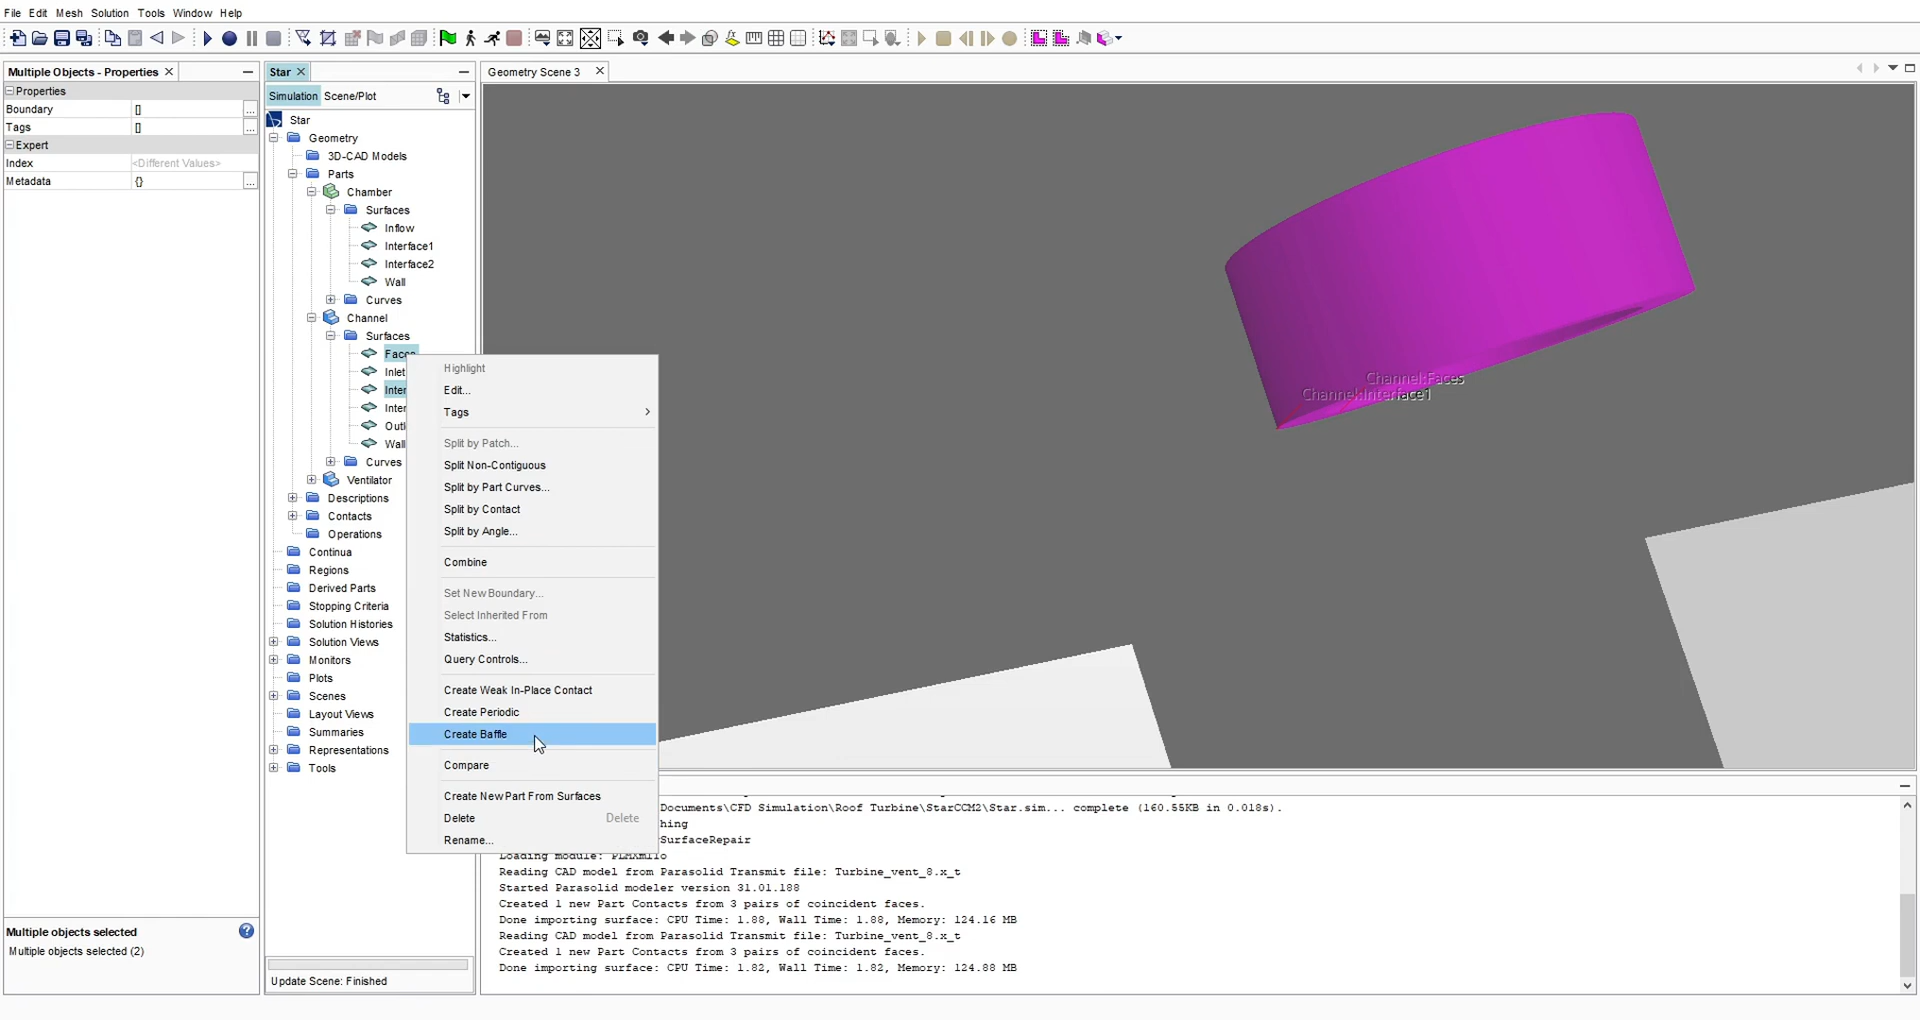 File Edit Mesh Solution Tools Window Help
Multiple Objects - Properties
Properties
Boundary []
Tags []
Expert
Index <Different Values>
Metadata {}
Multiple objects selected
Multiple objects selected (2)
Star
Simulation Scene/Plot
Star
Geometry
3D-CAD Models
Parts
Chamber
Surfaces
Inflow
Interface1
Interface2
Wall
Curves
Channel
Surfaces
Faces
Inlet
Inter
Inter
Outl
Wall
Curves
Ventilator
Descriptions
Contacts
Operations
Continua
Regions
Derived Parts
Stopping Criteria
Solution Histories
Solution Views
Monitors
Plots
Scenes
Layout Views
Summaries
Representations
Tools
Update Scene: Finished
Highlight
Edit...
Tags
Split by Patch...
Split Non-Contiguous
Split by Part Curves...
Split by Contact
Split by Angle...
Combine
Set New Boundary...
Select Inherited From
Statistics...
Query Controls...
Create Weak In-Place Contact
Create Periodic
Create Baffle
Compare
Create New Part From Surfaces
Delete Delete
Rename...
Geometry Scene 3
Channel:Faces
Channel:Interface1
Documents\CFD Simulation\Roof Turbine\StarCCM2\Star.sim... complete (160.55KB in 0.018s).
hing
SurfaceRepair
Loading module:
Reading CAD model from Parasolid Transmit file: Turbine_vent_8.x_t
Started Parasolid modeler version 31.01.188
Created 1 new Part Contacts from 3 pairs of coincident faces.
Done importing surface: CPU Time: 1.88, Wall Time: 1.88, Memory: 124.16 MB
Reading CAD model from Parasolid Transmit file: Turbine_vent_8.x_t
Created 1 new Part Contacts from 3 pairs of coincident faces.
Done importing surface: CPU Time: 1.82, Wall Time: 1.82, Memory: 124.88 MB